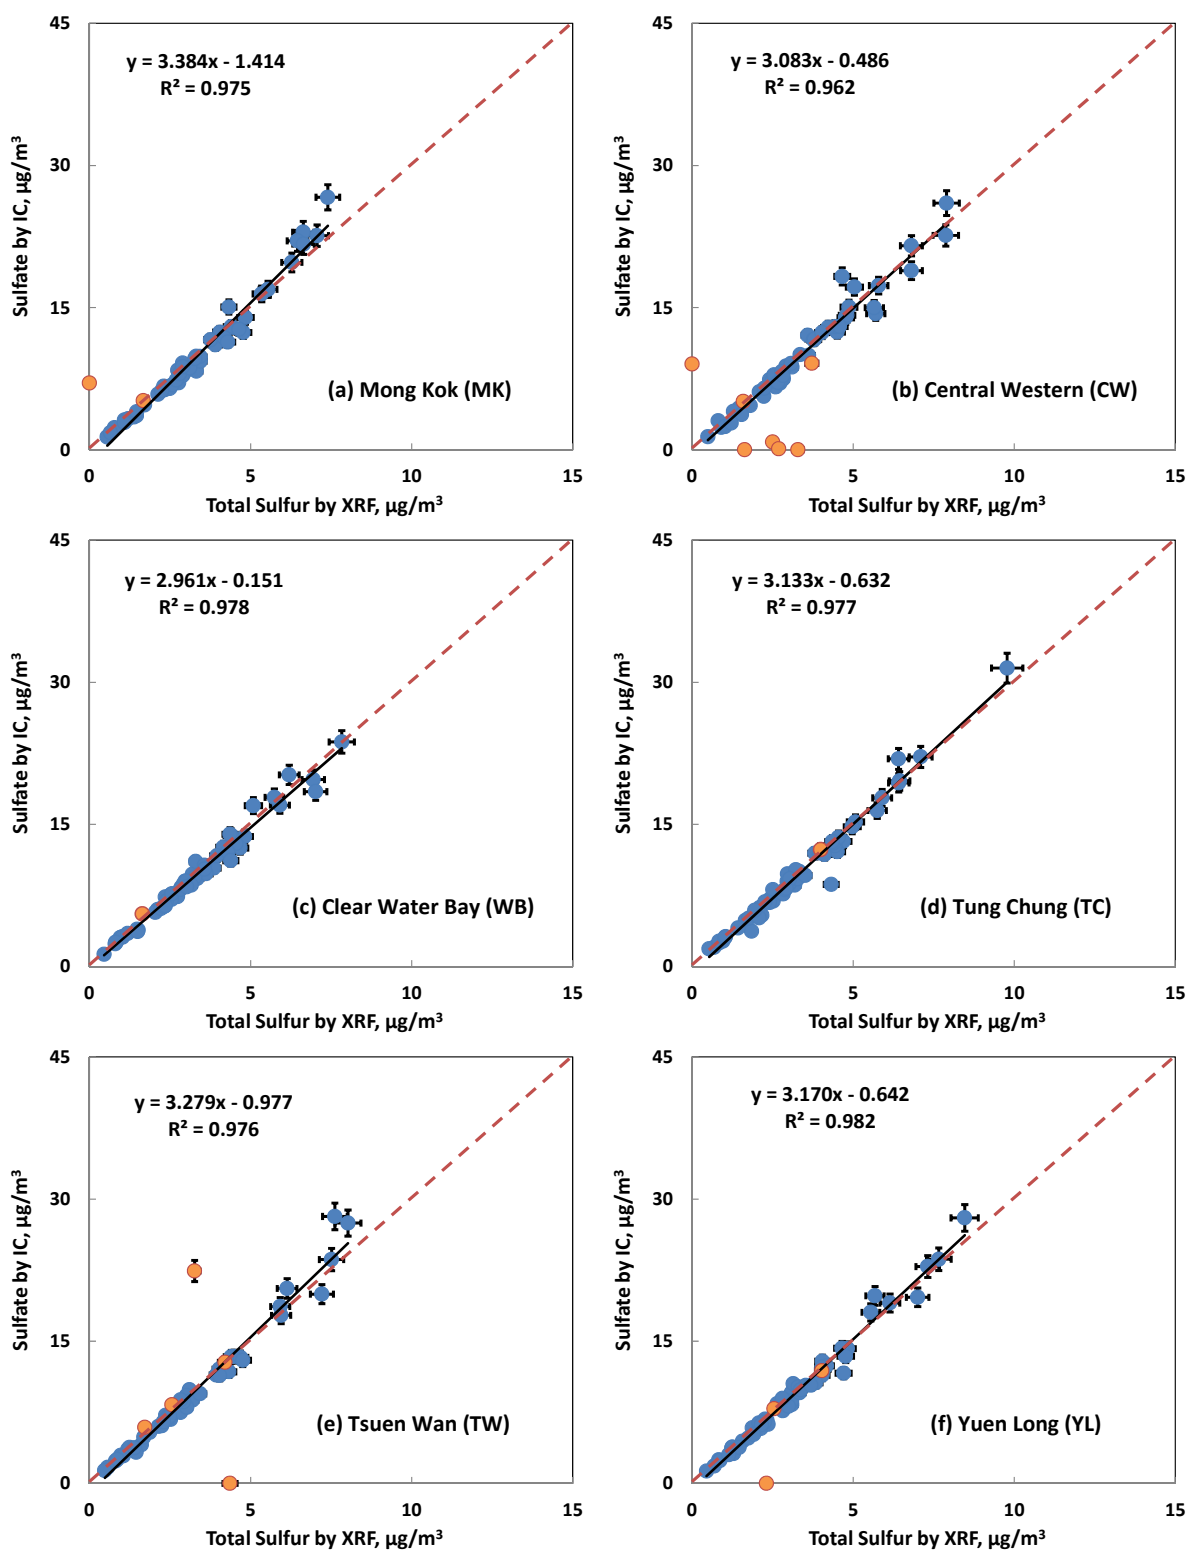 45
30
15
0
Sulfate by IC, µg/m³
y = 3.384x - 1.414
R² = 0.975
(a) Mong Kok (MK)
0 5 10 15
Total Sulfur by XRF, µg/m³
45
30
15
0
Sulfate by IC, µg/m³
y = 3.083x - 0.486
R² = 0.962
(b) Central Western (CW)
0 5 10 15
Total Sulfur by XRF, µg/m³
45
30
15
0
Sulfate by IC, µg/m³
y = 2.961x - 0.151
R² = 0.978
(c) Clear Water Bay (WB)
0 5 10 15
Total Sulfur by XRF, µg/m³
45
30
15
0
Sulfate by IC, µg/m³
y = 3.133x - 0.632
R² = 0.977
(d) Tung Chung (TC)
0 5 10 15
Total Sulfur by XRF, µg/m³
45
30
15
0
Sulfate by IC, µg/m³
y = 3.279x - 0.977
R² = 0.976
(e) Tsuen Wan (TW)
0 5 10 15
Total Sulfur by XRF, µg/m³
45
30
15
0
Sulfate by IC, µg/m³
y = 3.170x - 0.642
R² = 0.982
(f) Yuen Long (YL)
0 5 10 15
Total Sulfur by XRF, µg/m³